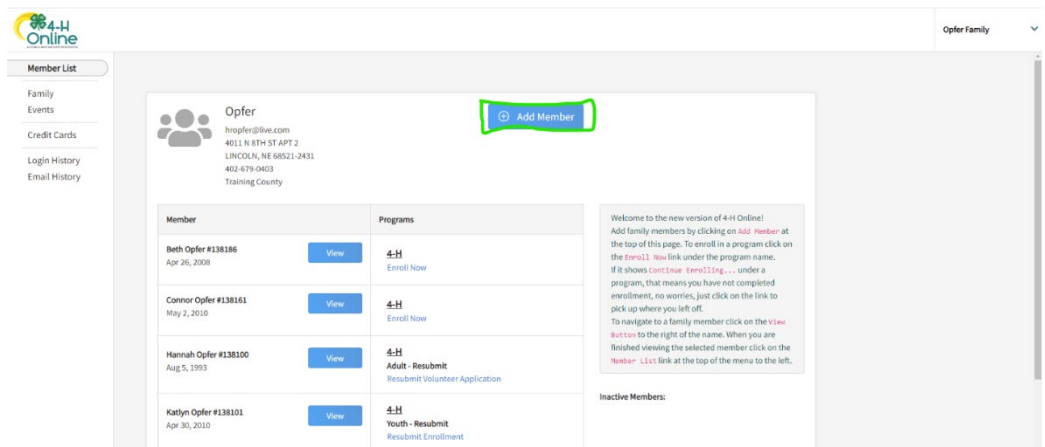 4-H
Online
Opfer Family
Member List
Family
Events
Credit Cards
Login History
Email History
Opfer
hropfer@live.com
4011 N 8TH ST APT 2
LINCOLN, NE 68521-2431
402-679-0403
Training County
Add Member
Member
Programs
Beth Opfer #138186
Apr 26, 2008
View
4-H
Enroll Now
Connor Opfer #138161
May 2, 2010
View
4-H
Enroll Now
Hannah Opfer #138100
Aug 5, 1993
View
4-H
Adult - Resubmit
Resubmit Volunteer Application
Katlyn Opfer #138101
Apr 30, 2010
View
4-H
Youth - Resubmit
Resubmit Enrollment
Welcome to the new version of 4-H Online!
Add family members by clicking on Add Member at
the top of this page. To enroll in a program click on
the Enroll Now link under the program name.
If it shows Continue Enrolling... under a
program, that means you have not completed
enrollment, no worries, just click on the link to
pick up where you left off.
To navigate to a family member click on the View
Button to the right of the name. When you are
finished viewing the selected member click on the
Member List link at the top of the menu to the left.
Inactive Members: